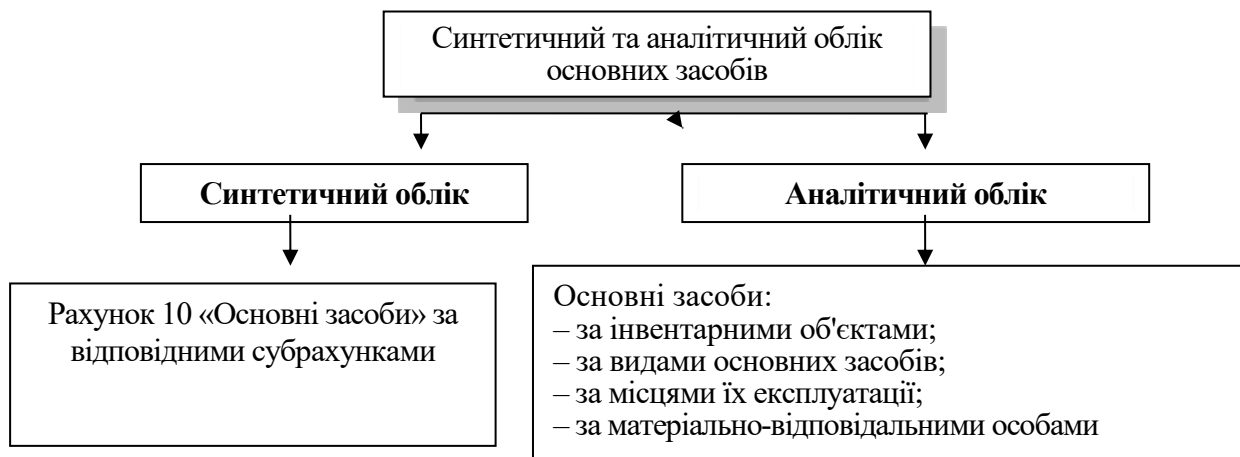 Синтетичний та аналітичний облік
основних засобів
Синтетичний облік
Аналітичний облік
Рахунок 10 «Основні засоби» за
відповідними субрахунками
Основні засоби:
– за інвентарними об'єктами;
– за видами основних засобів;
– за місцями їх експлуатації;
– за матеріально-відповідальними особами